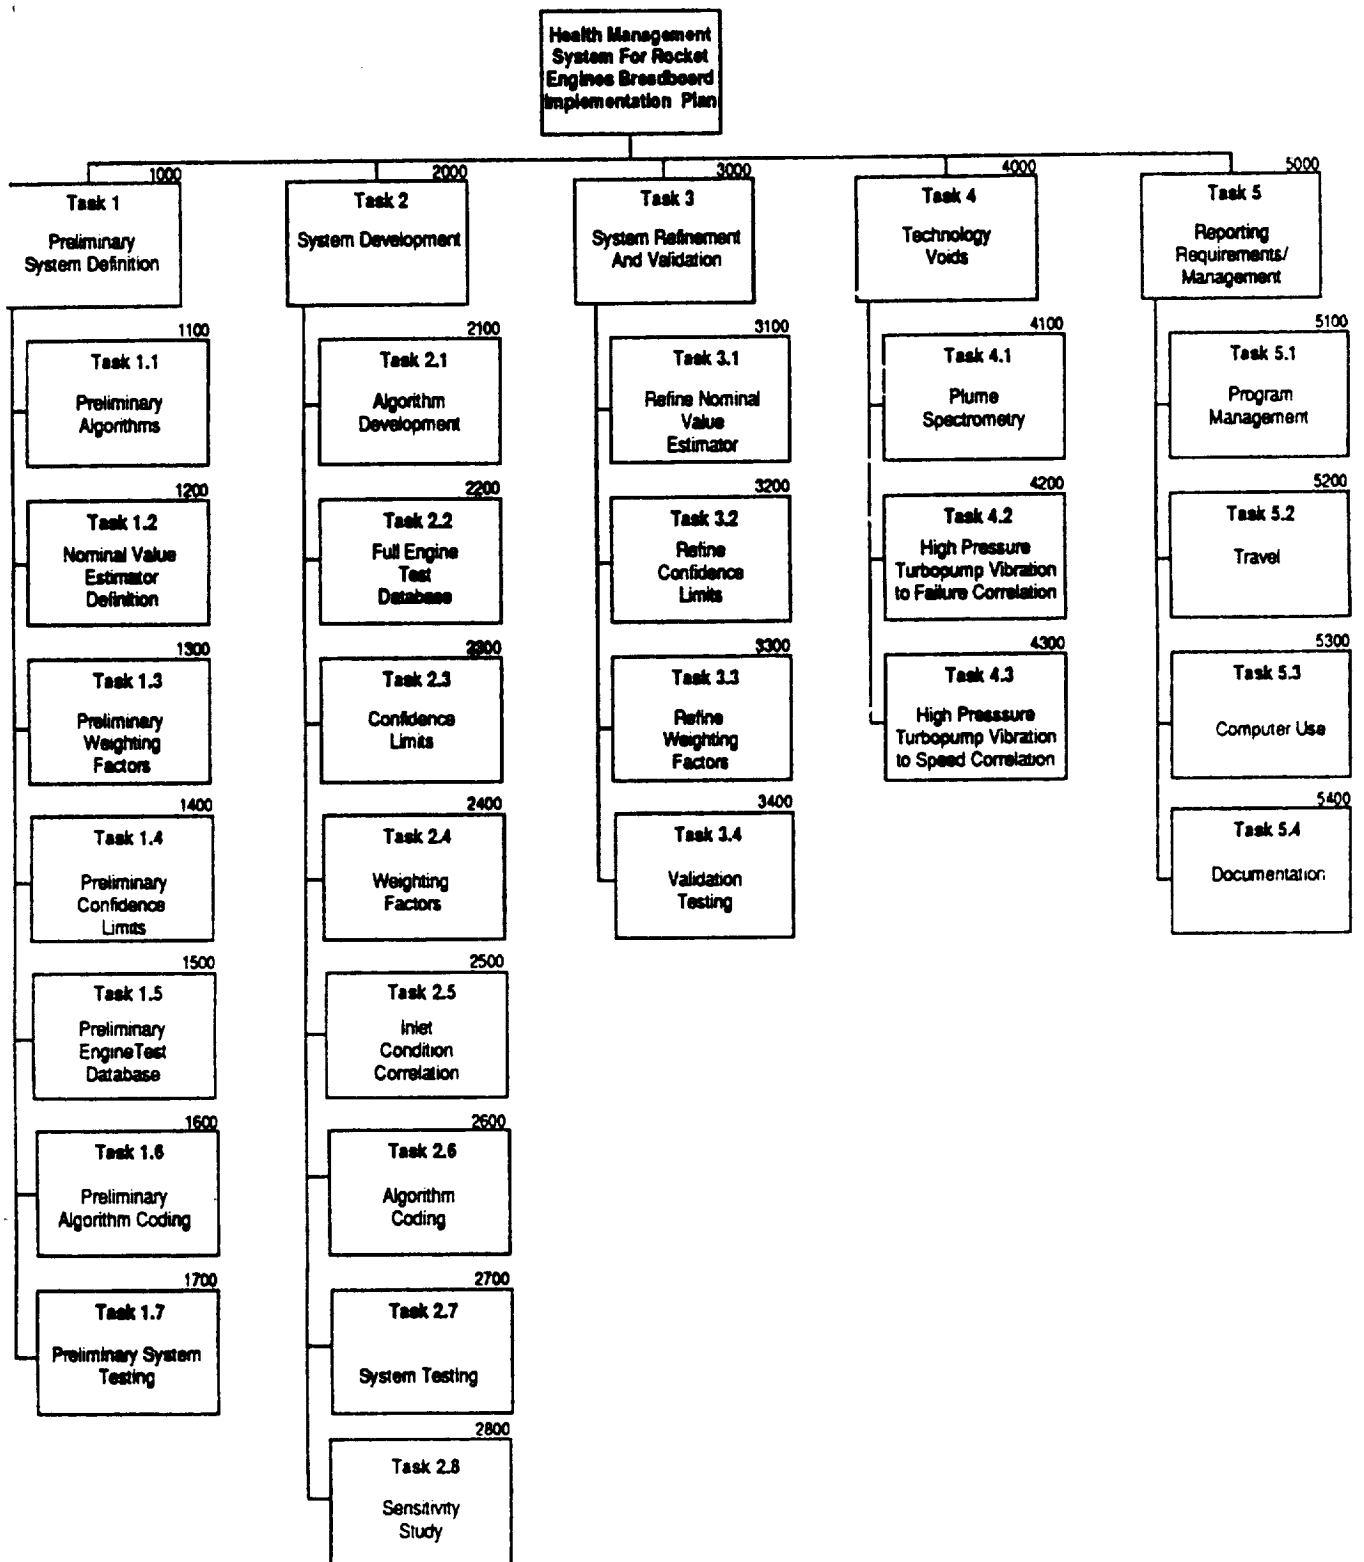 Health Management
System For Rocket
Engines Breadboard
Implementation Plan
1000
Task 1
Preliminary
System Definition
1100
Task 1.1
Preliminary
Algorithms
1200
Task 1.2
Nominal Value
Estimator
Definition
1300
Task 1.3
Preliminary
Weighting
Factors
1400
Task 1.4
Preliminary
Confidence
Limits
1500
Task 1.5
Preliminary
EngineTest
Database
1600
Task 1.6
Preliminary
Algorithm Coding
1700
Task 1.7
Preliminary System
Testing
2000
Task 2
System Development
2100
Task 2.1
Algorithm
Development
2200
Task 2.2
Full Engine
Test
Database
2300
Task 2.3
Confidence
Limits
2400
Task 2.4
Weighting
Factors
2500
Task 2.5
Inlet
Condition
Correlation
2600
Task 2.6
Algorithm
Coding
2700
Task 2.7
System Testing
2800
Task 2.8
Sensitivity
Study
3000
Task 3
System Refinement
And Validation
3100
Task 3.1
Refine Nominal
Value
Estimator
3200
Task 3.2
Refine
Confidence
Limits
3300
Task 3.3
Refine
Weighting
Factors
3400
Task 3.4
Validation
Testing
4000
Task 4
Technology
Voids
4100
Task 4.1
Plume
Spectrometry
4200
Task 4.2
High Pressure
Turbopump Vibration
to Failure Correlation
4300
Task 4.3
High Presssure
Turbopump Vibration
to Speed Correlation
5000
Task 5
Reporting
Requirements/
Management
5100
Task 5.1
Program
Management
5200
Task 5.2
Travel
5300
Task 5.3
Computer Use
5400
Task 5.4
Documentation